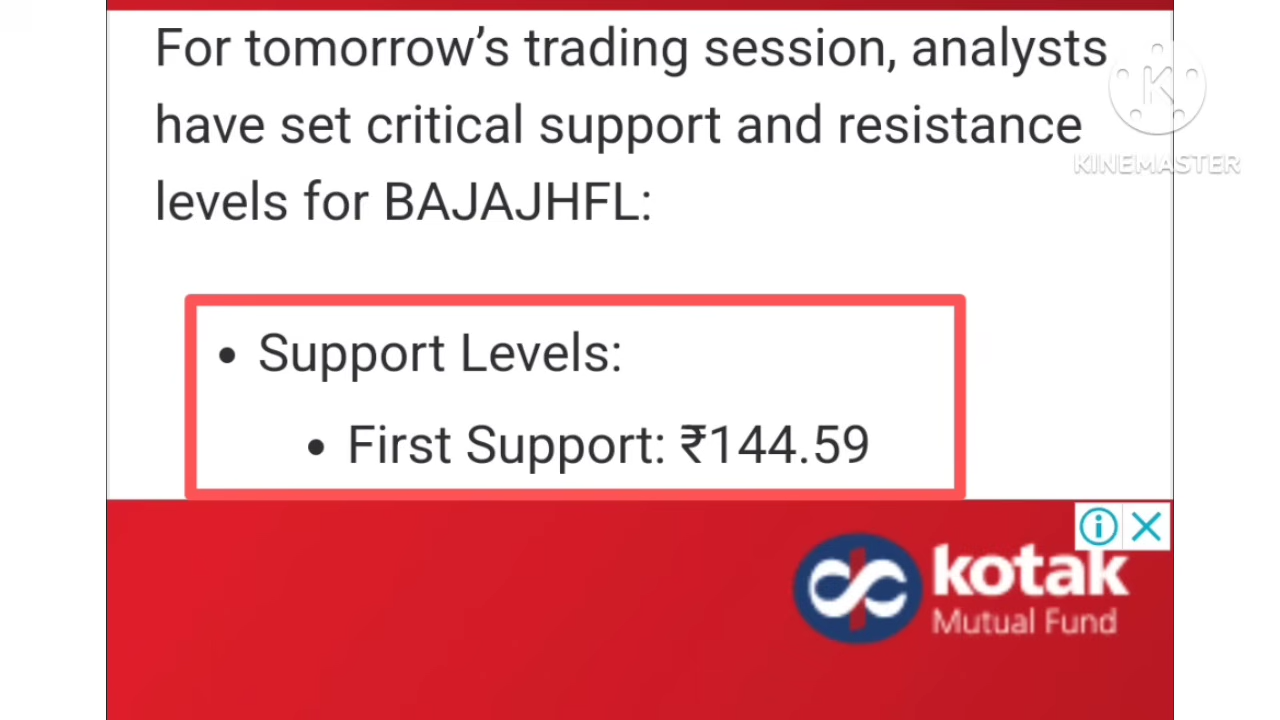 For tomorrow’s trading session, analysts
have set critical support and resistance
levels for BAJAJHFL:
K
KINEMASTER
• Support Levels:
• First Support: ₹144.59
kotak
Mutual Fund